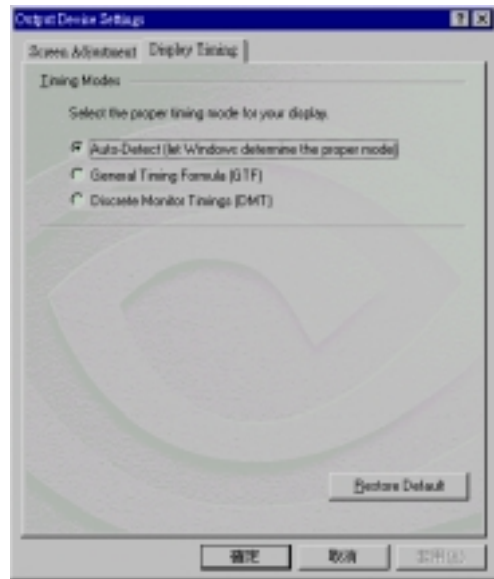 Output Device Settings
Screen Adjustment
Display Timing
Timing Modes
Select the proper timing mode for your display.
Auto-Detect (let Windows determine the proper mode)
General Timing Formula (GTF)
Discrete Monitor Timings (DMT)
Restore Default
確定
取消
套用(A)